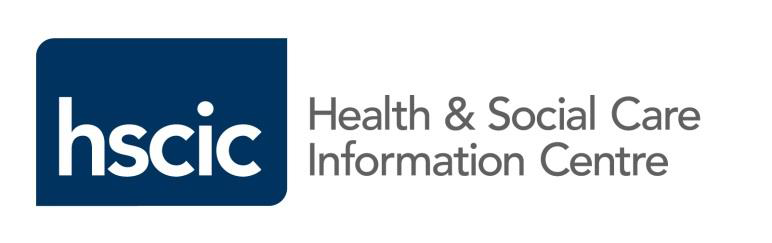 hscic
Health & Social Care
Information Centre